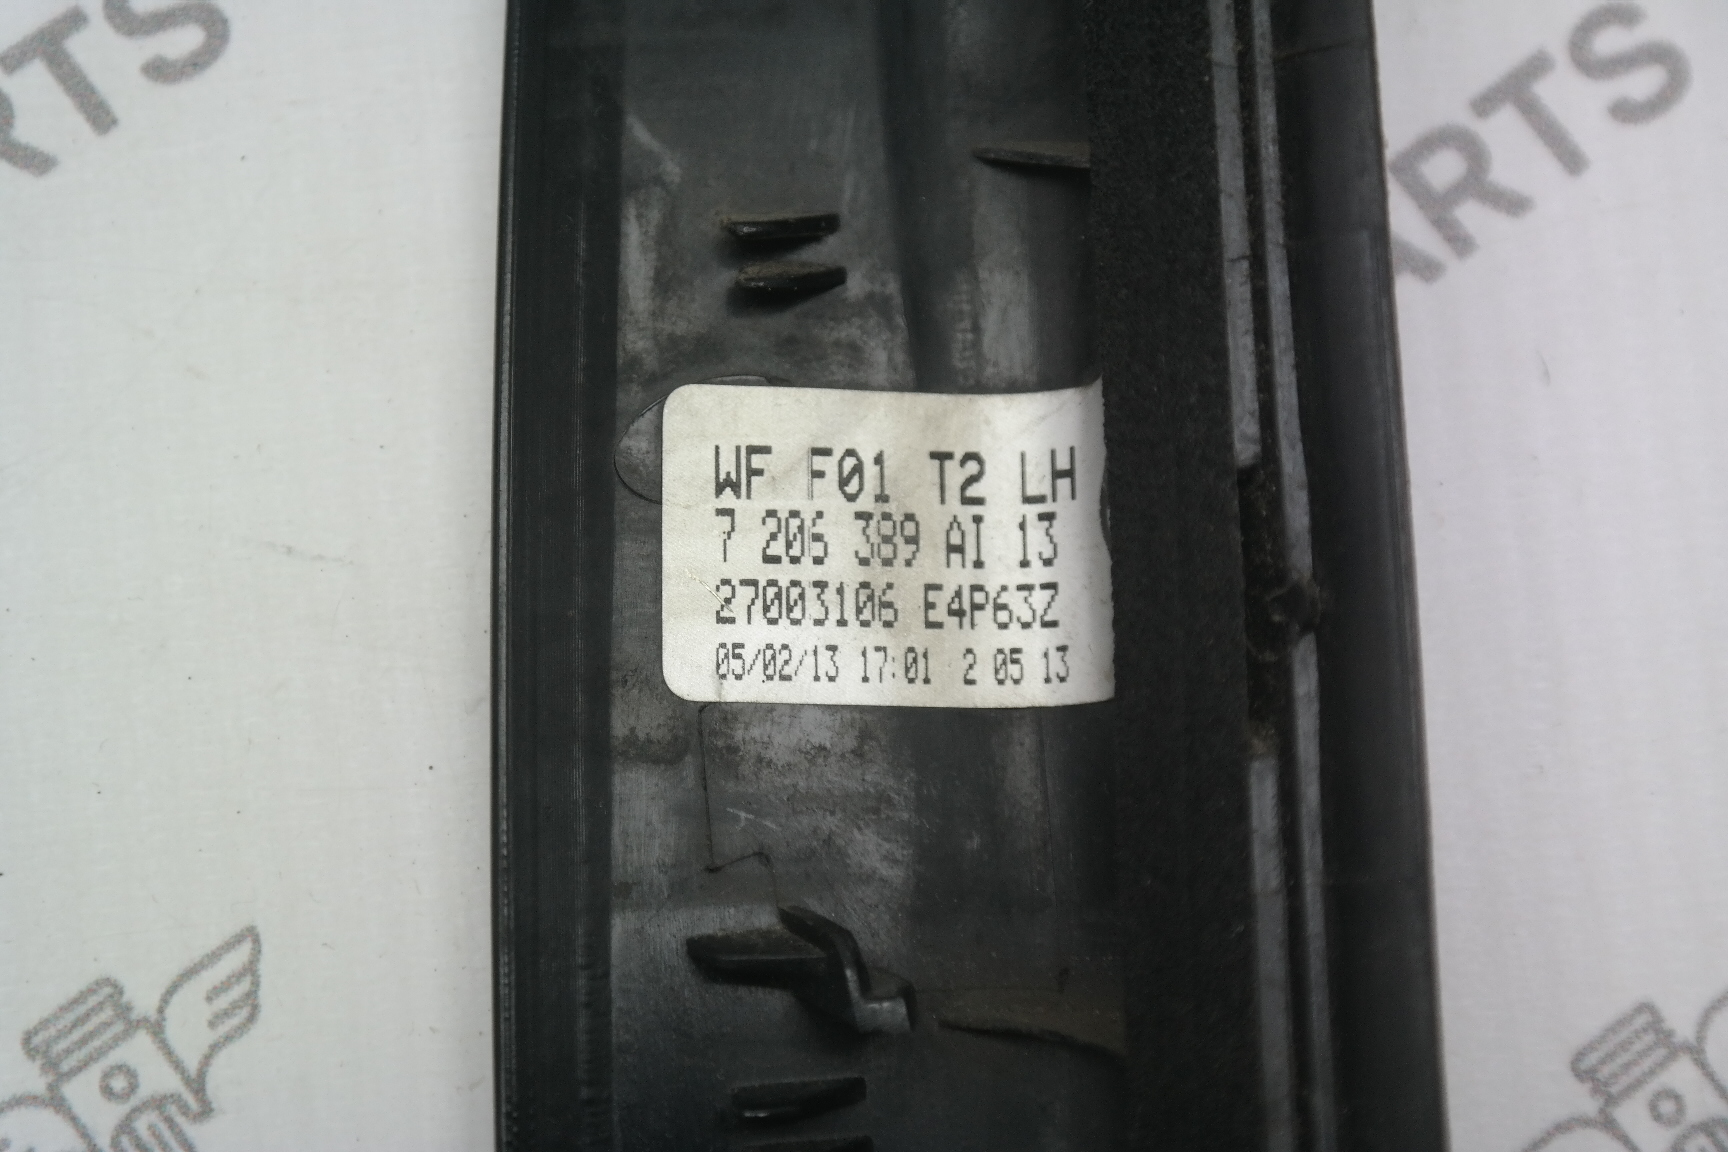 WF F01 T2 LH
7 206 389 AI 13
27003106 E4P63Z
05/02/13 17:01 2 05 13
ARTS